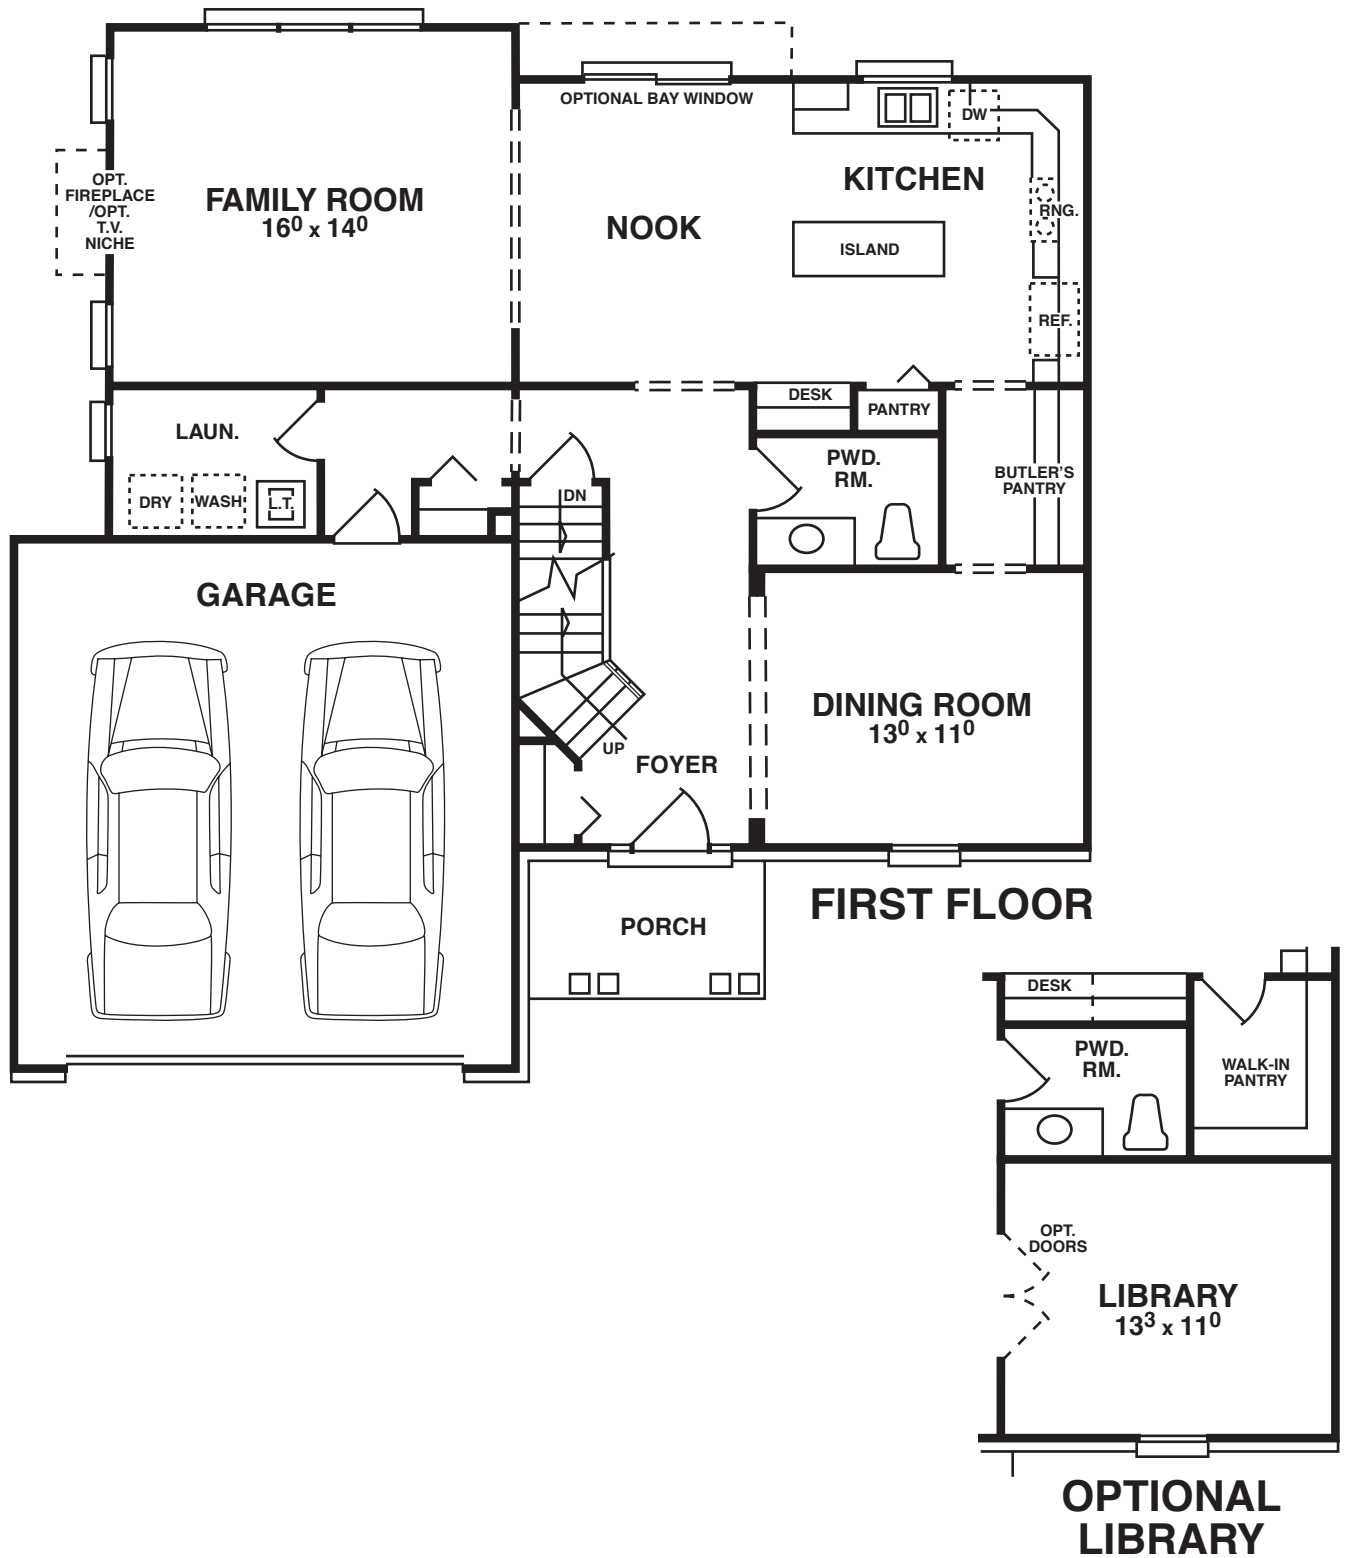 OPTIONAL BAY WINDOW
DW
OPT.
FIREPLACE
/OPT.
T.V.
NICHE
FAMILY ROOM
16⁰ x 14⁰
NOOK
KITCHEN
ISLAND
RNG.
REF.
LAUN.
DRY
WASH
L.T.
DN
DESK
PANTRY
PWD.
RM.
BUTLER'S
PANTRY
GARAGE
UP
FOYER
DINING ROOM
13⁰ x 11⁰
PORCH
FIRST FLOOR
DESK
PWD.
RM.
WALK-IN
PANTRY
OPT.
DOORS
LIBRARY
13³ x 11⁰
OPTIONAL
LIBRARY